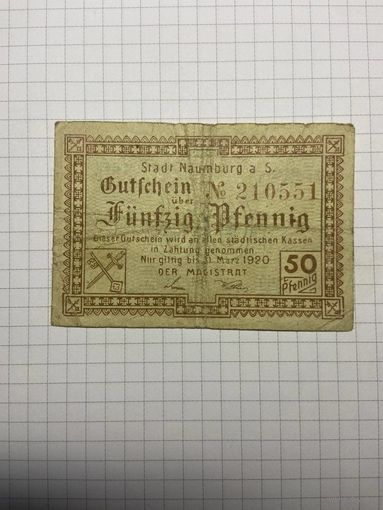 Stadt Naumburg a S.
Gutschein № 210551
über
Fünfzig Pfennig
Dieser Gutschein wird an allen städtischen Kassen
in Zahlung genommen.
Nur giltig bis 31. März 1920
DER MAGISTRAT
50
Pfennig